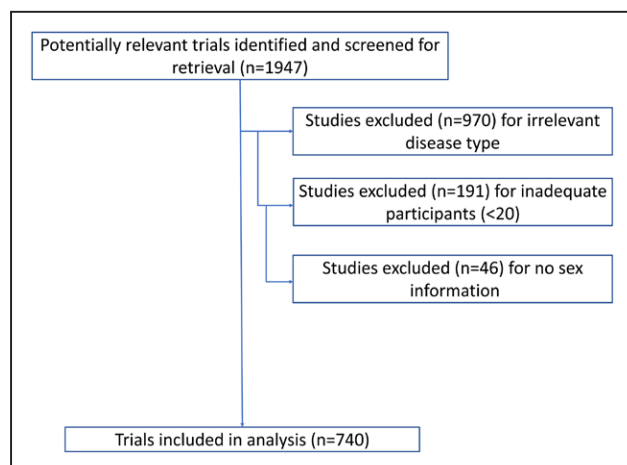 Potentially relevant trials identified and screened for
retrieval (n=1947)
Studies excluded (n=970) for irrelevant
disease type
Studies excluded (n=191) for inadequate
participants (<20)
Studies excluded (n=46) for no sex
information
Trials included in analysis (n=740)